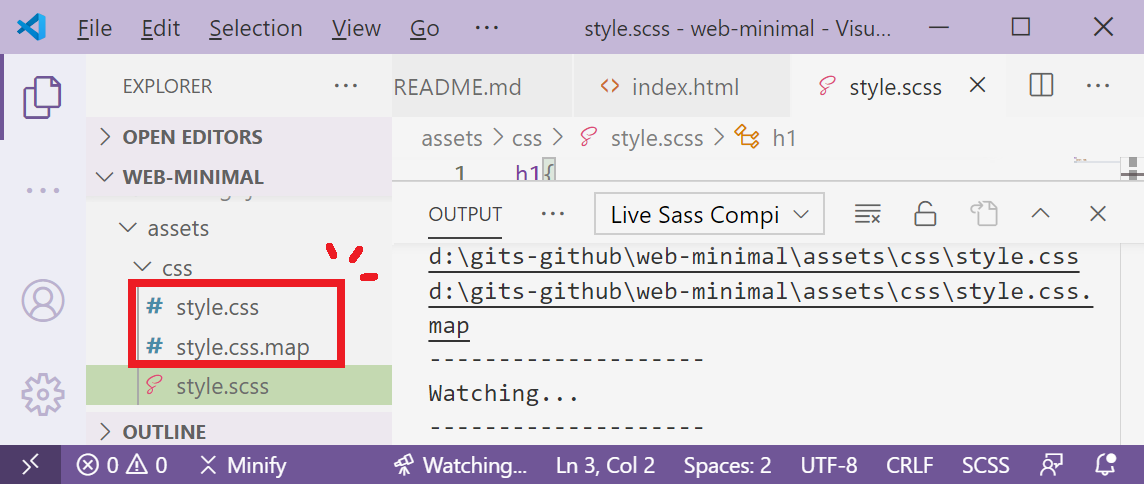 File Edit Selection View Go ··· style.scss - web-minimal - Visu...
EXPLORER ···
README.md index.html style.scss ···
OPEN EDITORS
assets > css > style.scss > h1
WEB-MINIMAL
1 h1{
assets
css
style.css
style.css.map
style.scss
OUTLINE
OUTPUT ··· Live Sass Compi
d:\gits-github\web-minimal\assets\css\style.css
d:\gits-github\web-minimal\assets\css\style.css.
map
--------------------
Watching...
--------------------
0 0 Minify Watching... Ln 3, Col 2 Spaces: 2 UTF-8 CRLF SCSS